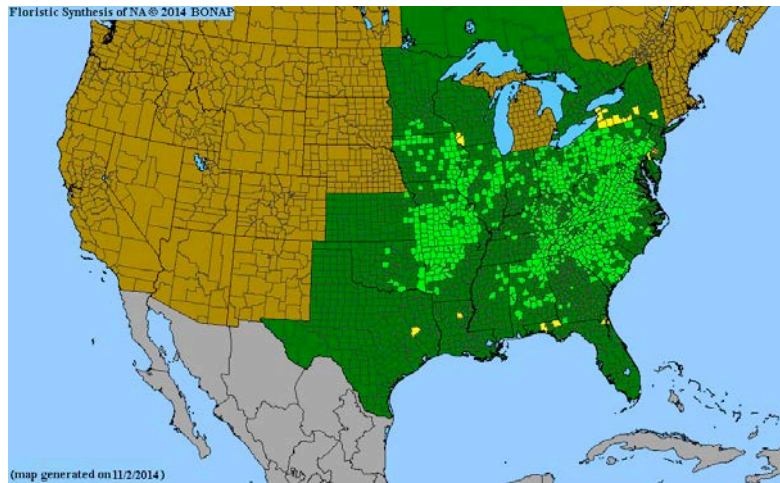 Floristic Synthesis of NA © 2014 BONAP
(map generated on 11/2/2014)